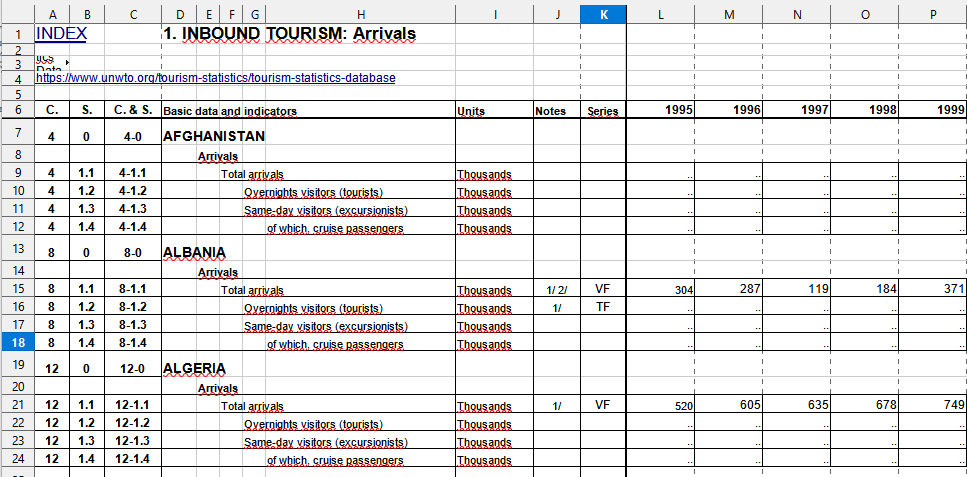 A B C D E F G H I J K L M N O P
1 INDEX 1. INBOUND TOURISM: Arrivals
2
3
4 https://www.unwto.org/tourism-statistics/tourism-statistics-database
5
6 C. S. C. & S. Basic data and indicators Units Notes Series 1995 1996 1997 1998 1999
7 4 0 4-0 AFGHANISTAN
8 Arrivals
9 4 1.1 4-1.1 Total arrivals Thousands .. .. .. .. ..
10 4 1.2 4-1.2 Overnights visitors (tourists) Thousands .. .. .. .. ..
11 4 1.3 4-1.3 Same-day visitors (excursionists) Thousands .. .. .. .. ..
12 4 1.4 4-1.4 of which, cruise passengers Thousands .. .. .. .. ..
13 8 0 8-0 ALBANIA
14 Arrivals
15 8 1.1 8-1.1 Total arrivals Thousands 1/ 2/ VF 304 287 119 184 371
16 8 1.2 8-1.2 Overnights visitors (tourists) Thousands 1/ TF .. .. .. .. ..
17 8 1.3 8-1.3 Same-day visitors (excursionists) Thousands .. .. .. .. ..
18 8 1.4 8-1.4 of which, cruise passengers Thousands .. .. .. .. ..
19 12 0 12-0 ALGERIA
20 Arrivals
21 12 1.1 12-1.1 Total arrivals Thousands 1/ VF 520 605 635 678 749
22 12 1.2 12-1.2 Overnights visitors (tourists) Thousands .. .. .. .. ..
23 12 1.3 12-1.3 Same-day visitors (excursionists) Thousands .. .. .. .. ..
24 12 1.4 12-1.4 of which, cruise passengers Thousands .. .. .. .. ..